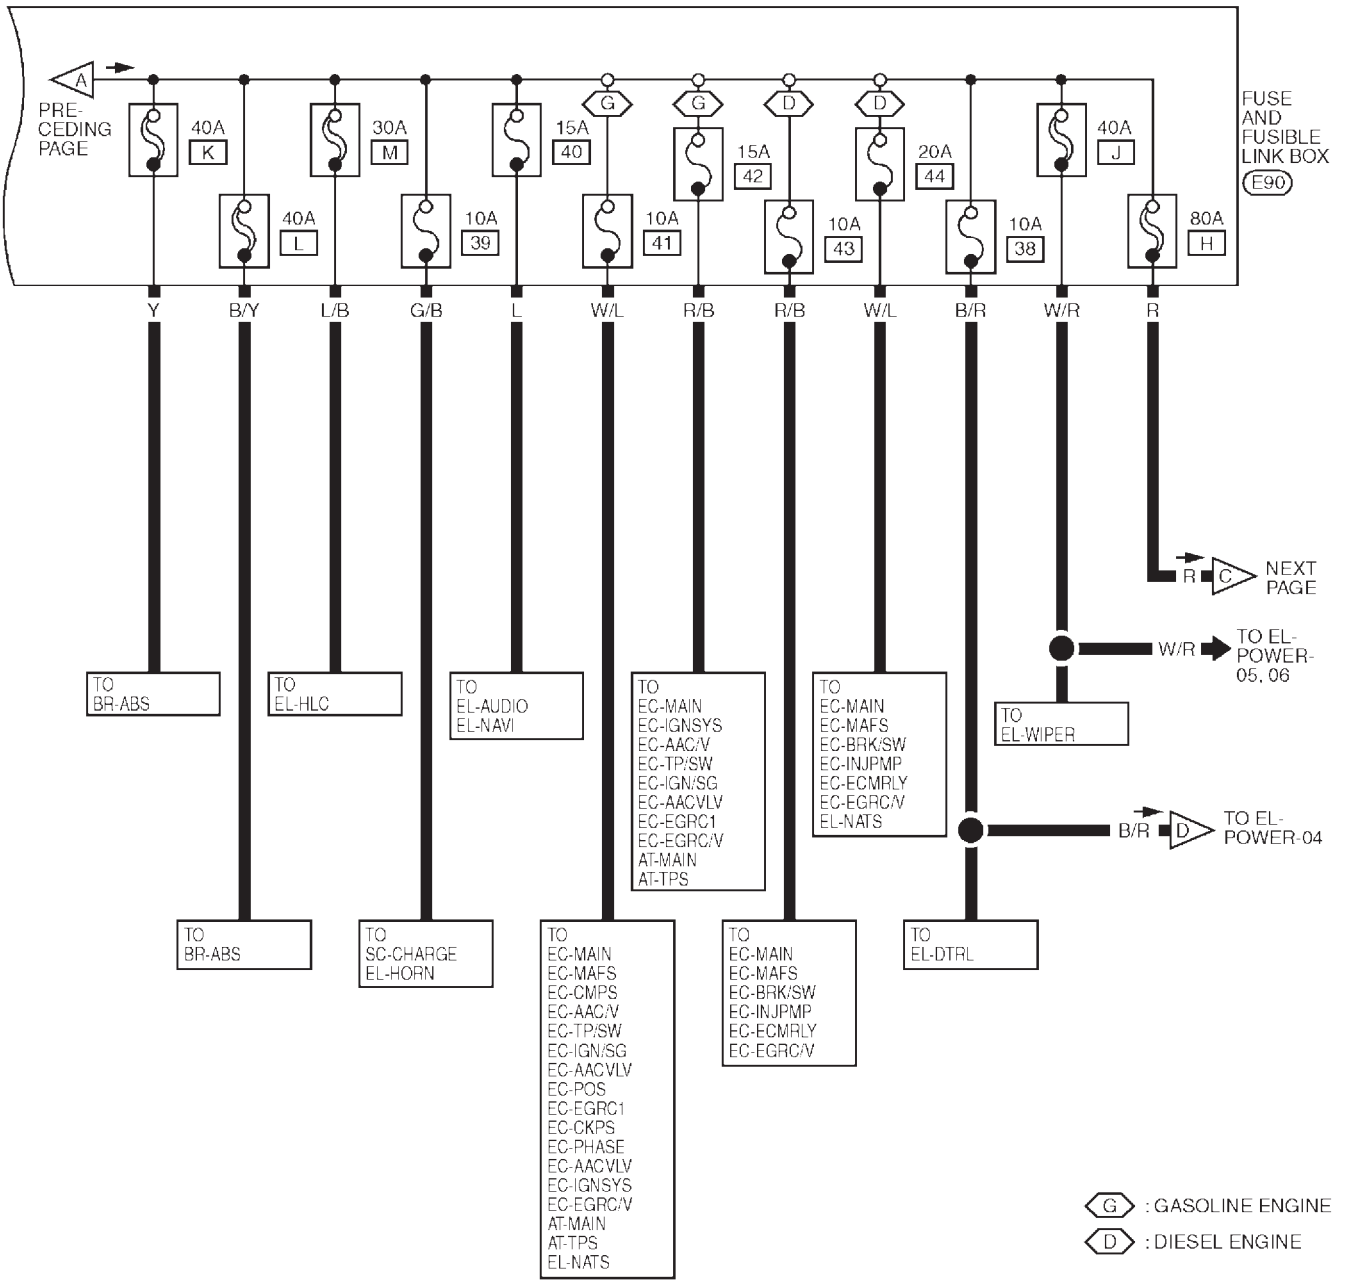 A
PRE-
CEDING
PAGE
40A
K
40A
L
30A
M
10A
39
15A
40
G
10A
41
G
15A
42
D
10A
43
D
20A
44
10A
38
40A
J
80A
H
FUSE
AND
FUSIBLE
LINK BOX
E90
Y
B/Y
L/B
G/B
L
W/L
R/B
R/B
W/L
B/R
W/R
R
R
C
NEXT
PAGE
W/R
TO EL-
POWER-
05, 06
B/R
D
TO EL-
POWER-04
TO
BR-ABS
TO
EL-HLC
TO
EL-AUDIO
EL-NAVI
TO
EC-MAIN
EC-IGNSYS
EC-AAC/V
EC-TP/SW
EC-IGN/SG
EC-AACVLV
EC-EGRC1
EC-EGRC/V
AT-MAIN
AT-TPS
TO
EC-MAIN
EC-MAFS
EC-BRK/SW
EC-INJPMP
EC-ECMRLY
EC-EGRC/V
EL-NATS
TO
EL-WIPER
TO
BR-ABS
TO
SC-CHARGE
EL-HORN
TO
EC-MAIN
EC-MAFS
EC-CMPS
EC-AAC/V
EC-TP/SW
EC-IGN/SG
EC-AACVLV
EC-POS
EC-EGRC1
EC-CKPS
EC-PHASE
EC-AACVLV
EC-IGNSYS
EC-EGRC/V
AT-MAIN
AT-TPS
EL-NATS
TO
EC-MAIN
EC-MAFS
EC-BRK/SW
EC-INJPMP
EC-ECMRLY
EC-EGRC/V
TO
EL-DTRL
G : GASOLINE ENGINE
D : DIESEL ENGINE